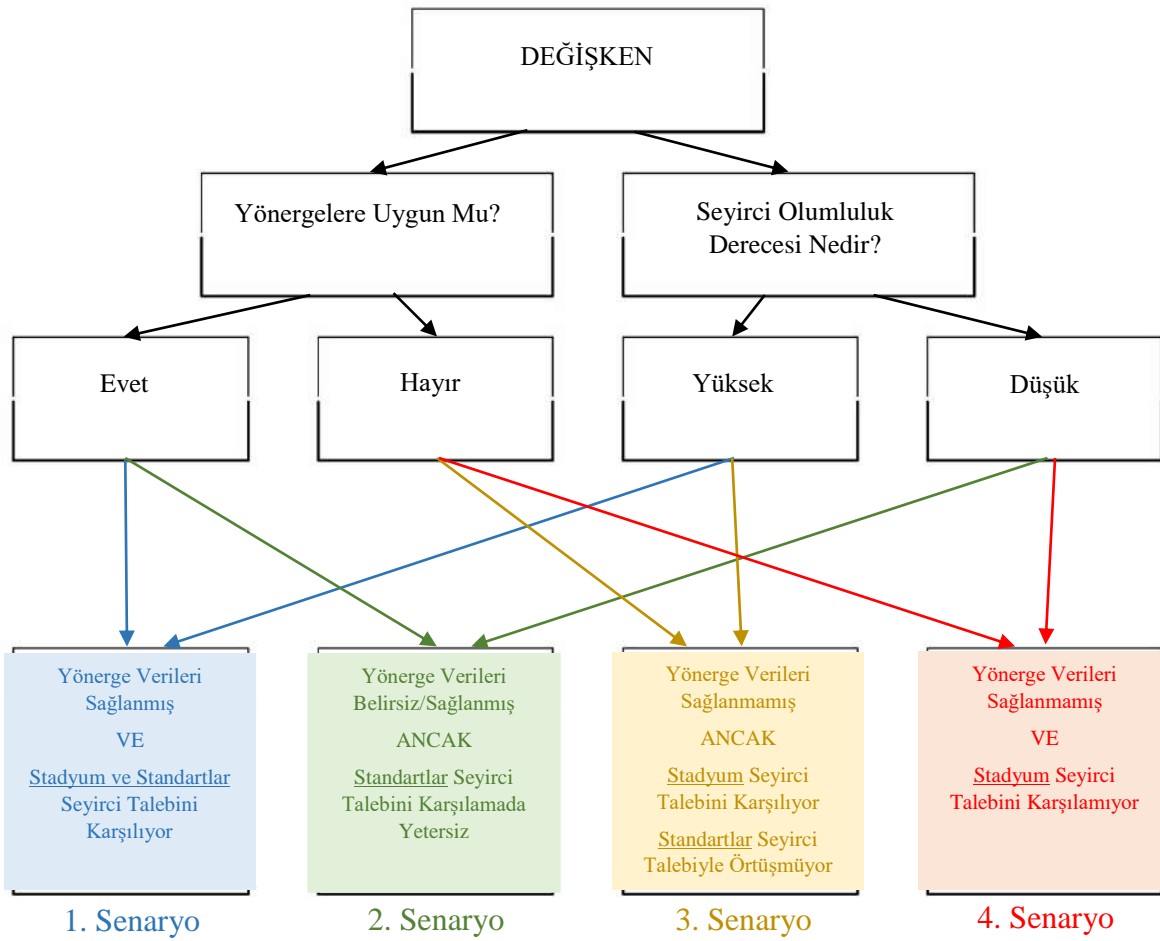 DEĞİŞKEN
Yönergelere Uygun Mu?
Seyirci Olumluluk
Derecesi Nedir?
Evet
Hayır
Yüksek
Düşük
Yönerge Verileri
Sağlanmış
VE
Stadyum ve Standartlar
Seyirci Talebini
Karşılıyor
Yönerge Verileri
Belirsiz/Sağlanmış
ANCAK
Standartlar Seyirci
Talebini Karşılamada
Yetersiz
Yönerge Verileri
Sağlanmamış
ANCAK
Stadyum Seyirci
Talebini Karşılıyor
Standartlar Seyirci
Talebiyle Örtüşmüyor
Yönerge Verileri
Sağlanmamış
VE
Stadyum Seyirci
Talebini Karşılamıyor
1. Senaryo
2. Senaryo
3. Senaryo
4. Senaryo